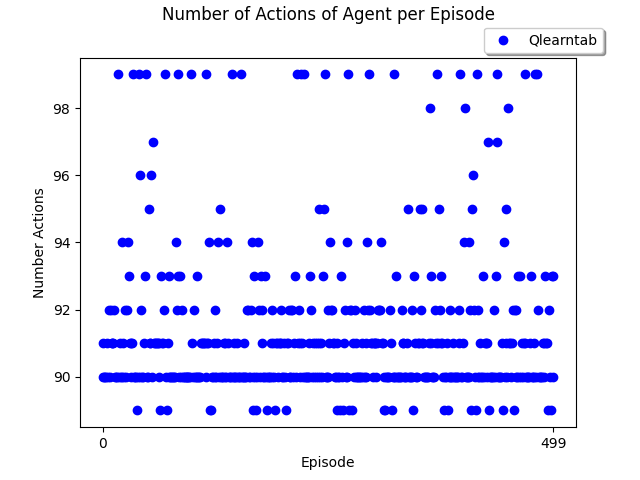 Number of Actions of Agent per Episode
Qlearntab
98
96
94
92
90
Number Actions
0
499
Episode